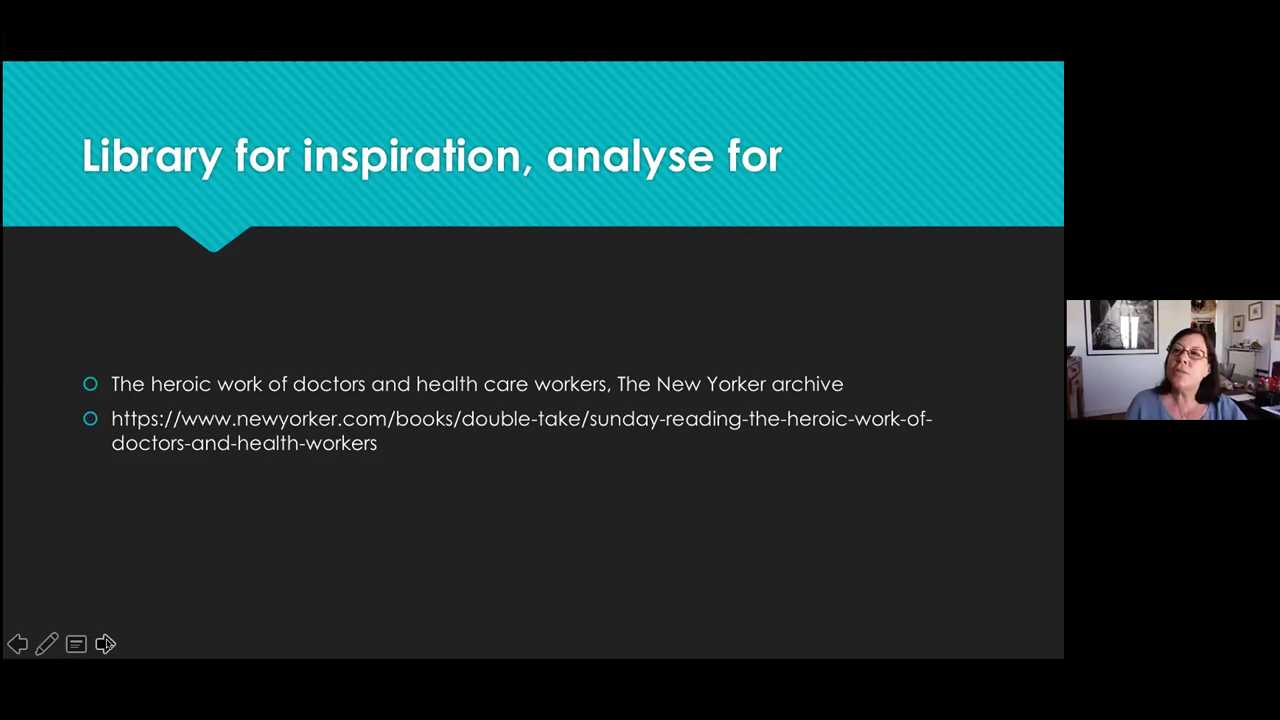 Library for inspiration, analyse for
The heroic work of doctors and health care workers, The New Yorker archive
https://www.newyorker.com/books/double-take/sunday-reading-the-heroic-work-of-
doctors-and-health-workers